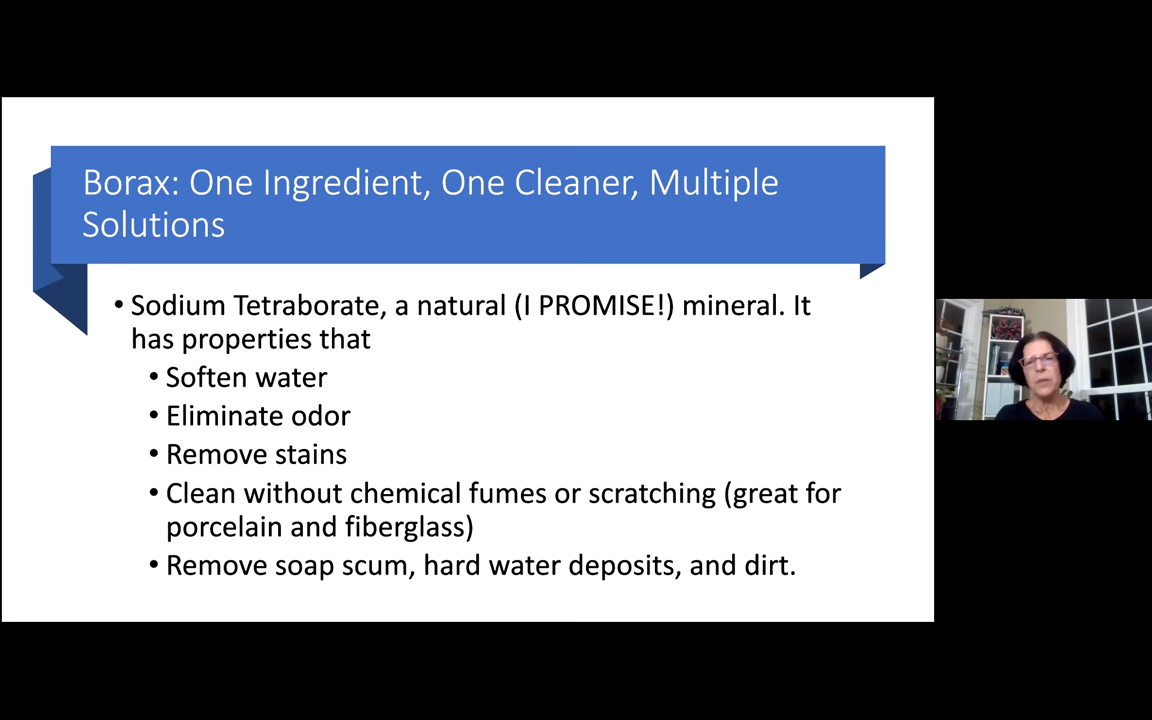 Borax: One Ingredient, One Cleaner, Multiple
Solutions
• Sodium Tetraborate, a natural (I PROMISE!) mineral. It
has properties that
• Soften water
• Eliminate odor
• Remove stains
• Clean without chemical fumes or scratching (great for
porcelain and fiberglass)
• Remove soap scum, hard water deposits, and dirt.